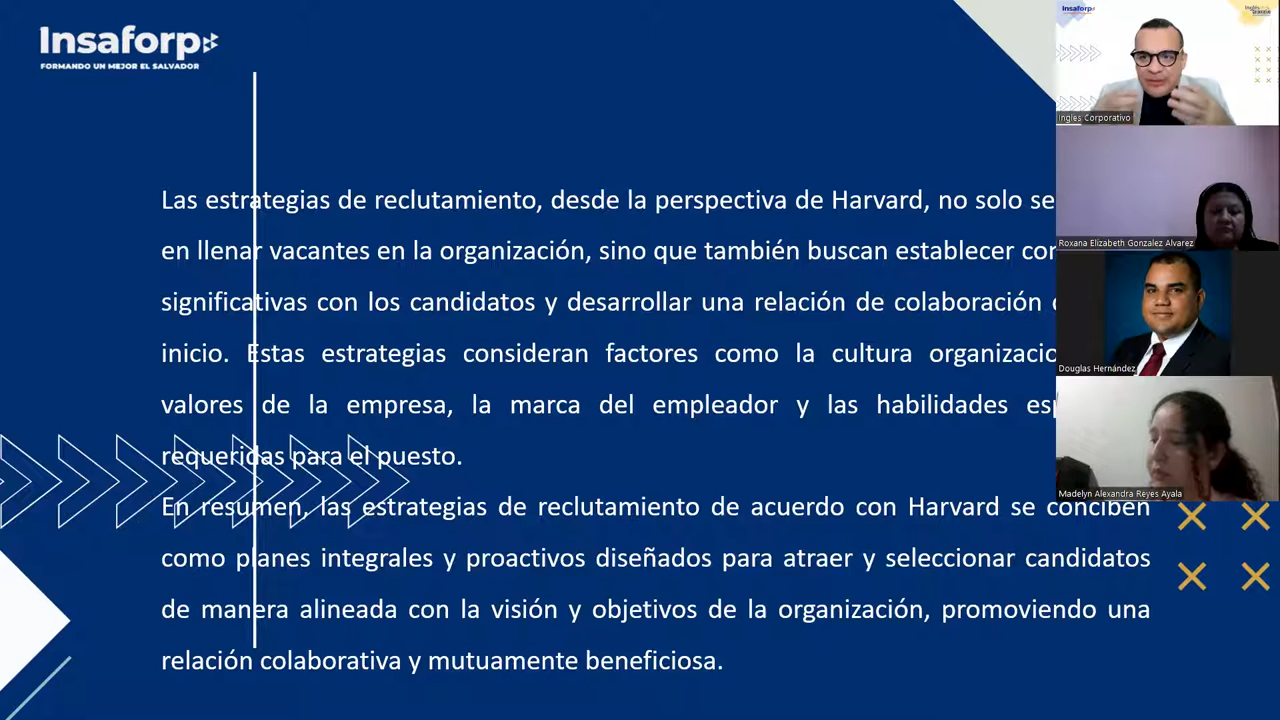 Insaforp
FORMANDO UN MEJOR EL SALVADOR
Las estrategias de reclutamiento, desde la perspectiva de Harvard, no solo se
en llenar vacantes en la organización, sino que también buscan establecer
significativas con los candidatos y desarrollar una relación de colaboración
inicio. Estas estrategias consideran factores como la cultura
valores de la empresa, la marca del empleador y las habilidades
requeridas para el puesto.
En resumen, las estrategias de reclutamiento de acuerdo con Harvard se conciben
como planes integrales y proactivos diseñados para atraer y seleccionar candidatos
de manera alineada con la visión y objetivos de la organización, promoviendo una
relación colaborativa y mutuamente beneficiosa.
Insaforp
Ingles Corporativo
Roxana Elizabeth Gonzalez Alvarez
Douglas Hernández
Madelyn Alexandra Reyes Ayala